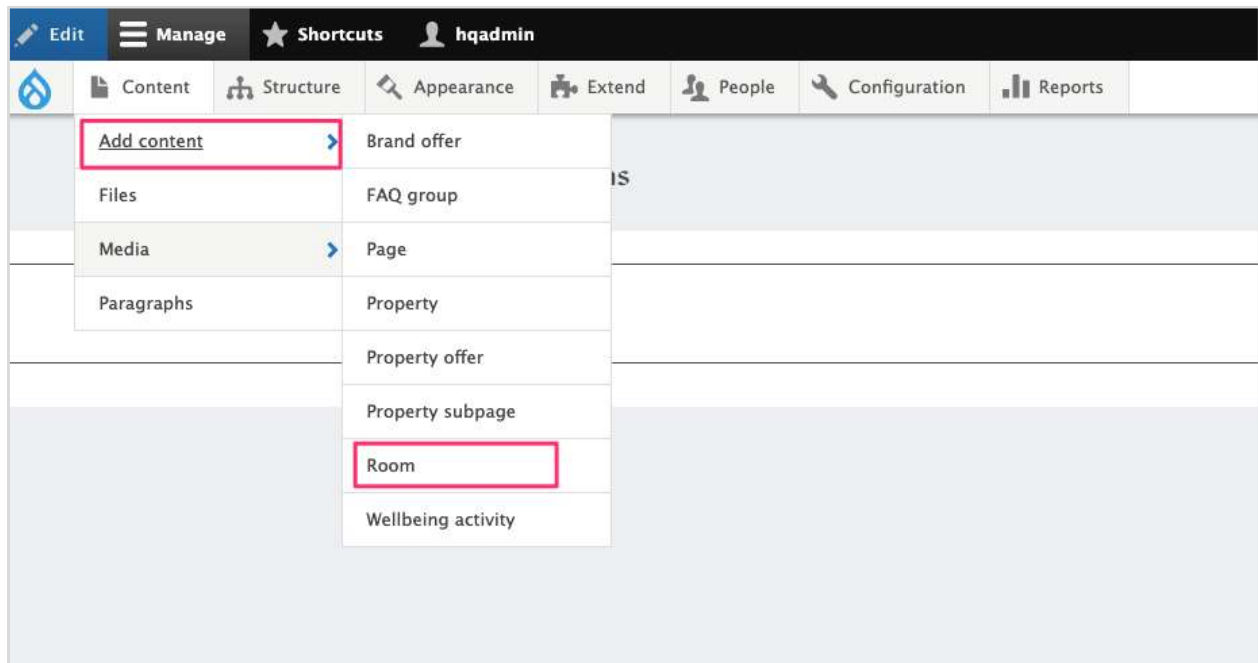 Edit Manage Shortcuts hqadmin
Content Structure Appearance Extend People Configuration Reports
Add content
Files
Media
Paragraphs
Brand offer
FAQ group
Page
Property
Property offer
Property subpage
Room
Wellbeing activity